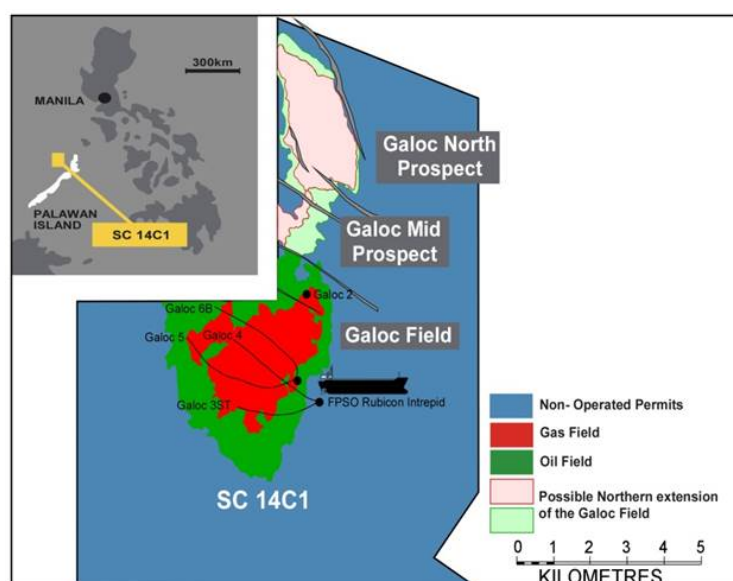 300km
MANILA
PALAWAN
ISLAND
SC 14C1
Galoc North
Prospect
Galoc Mid
Prospect
Galoc 2
Galoc 6B
Galoc 5
Galoc 4
Galoc Field
Galoc 3ST
FPSO Rubicon Intrepid
SC 14C1
Non- Operated Permits
Gas Field
Oil Field
Possible Northern extension
of the Galoc Field
0 1 2 3 4 5
KILOMETRES